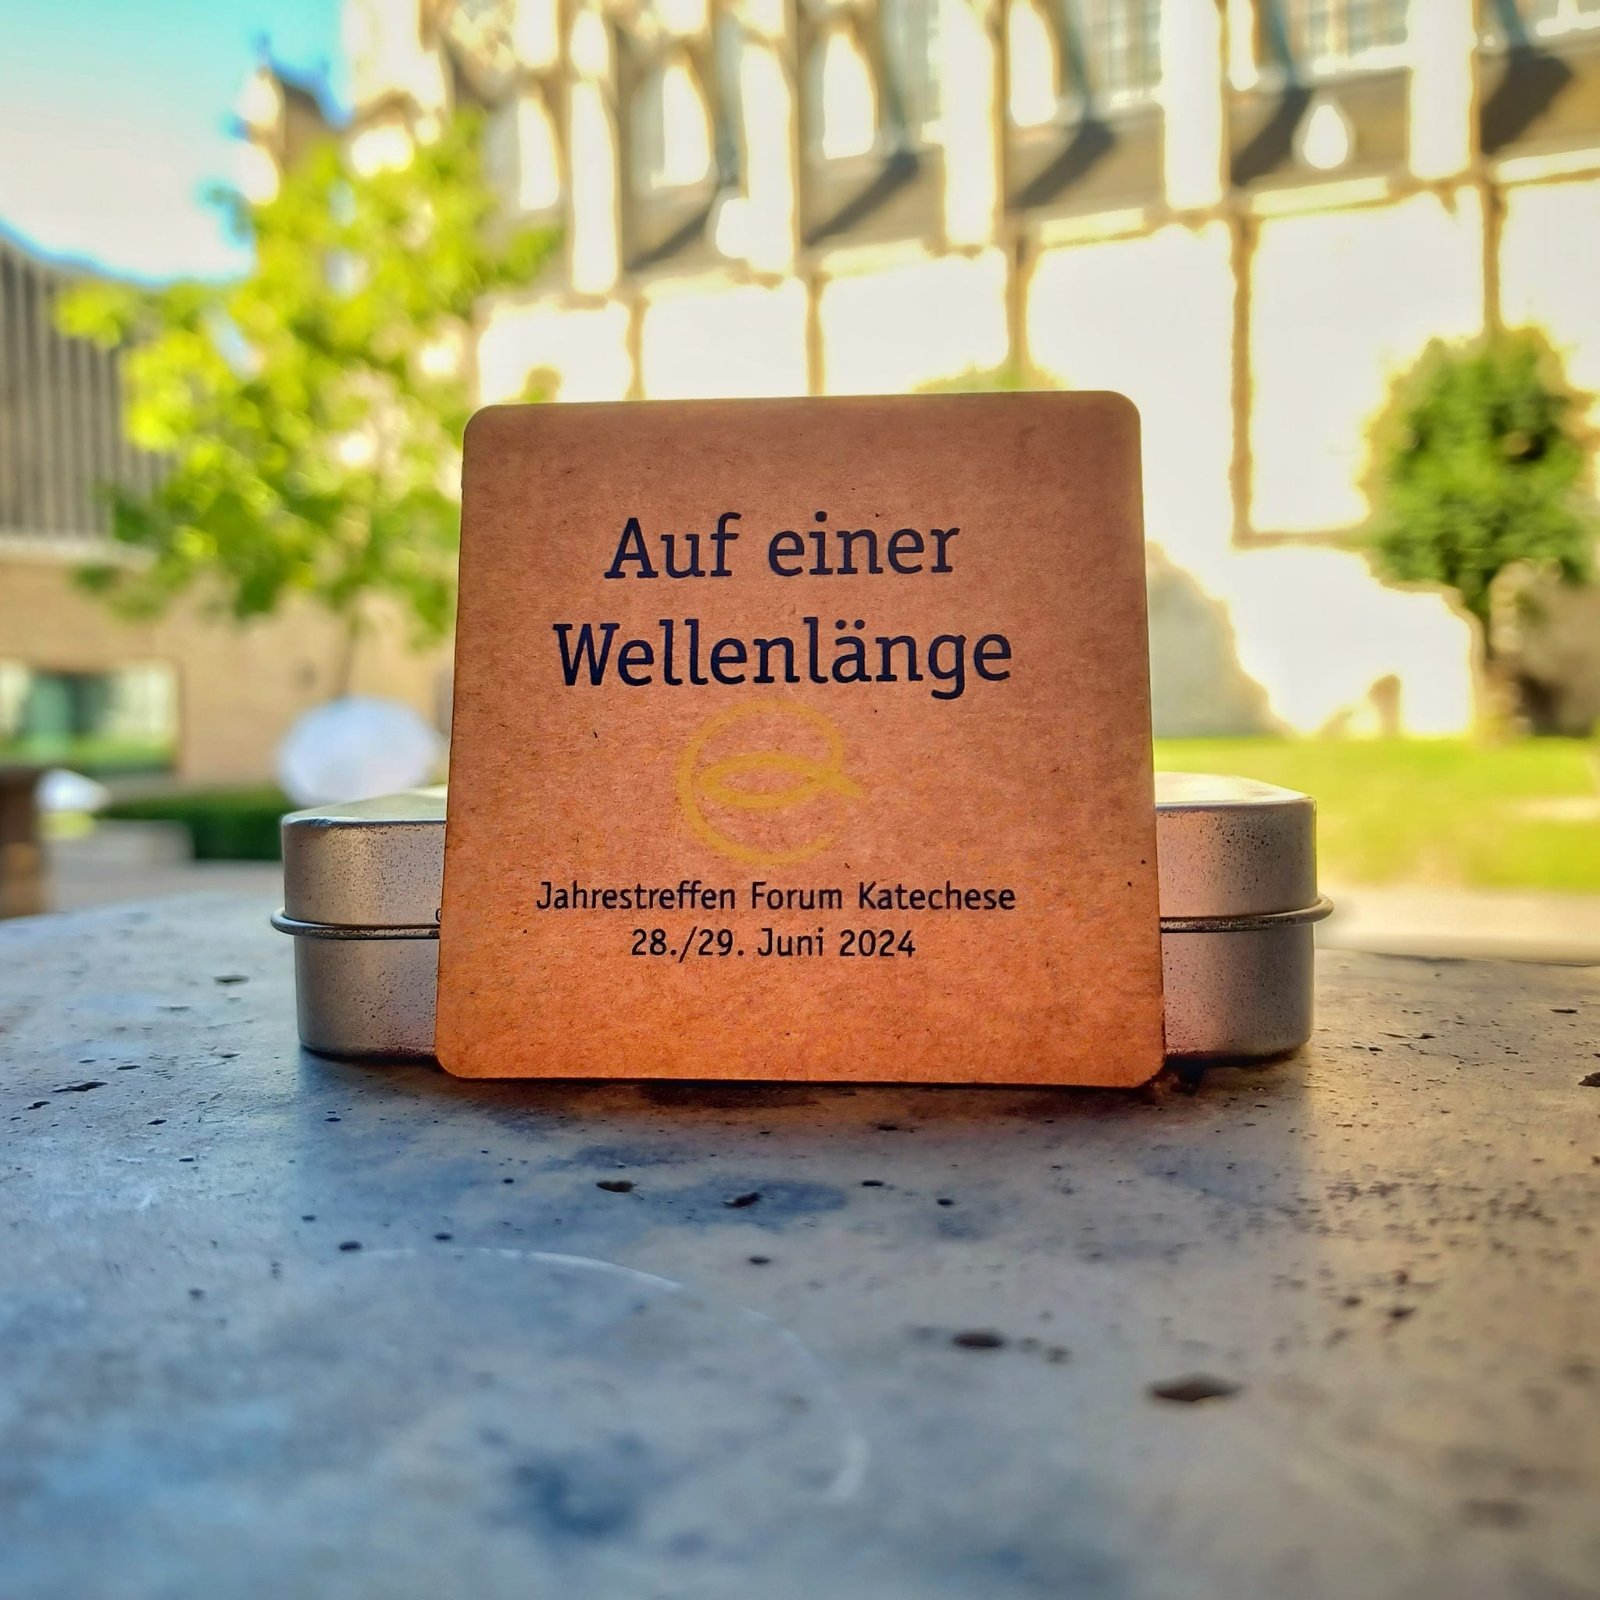 Auf einer
Wellenlänge
Jahrestreffen Forum Katechese
28./29. Juni 2024